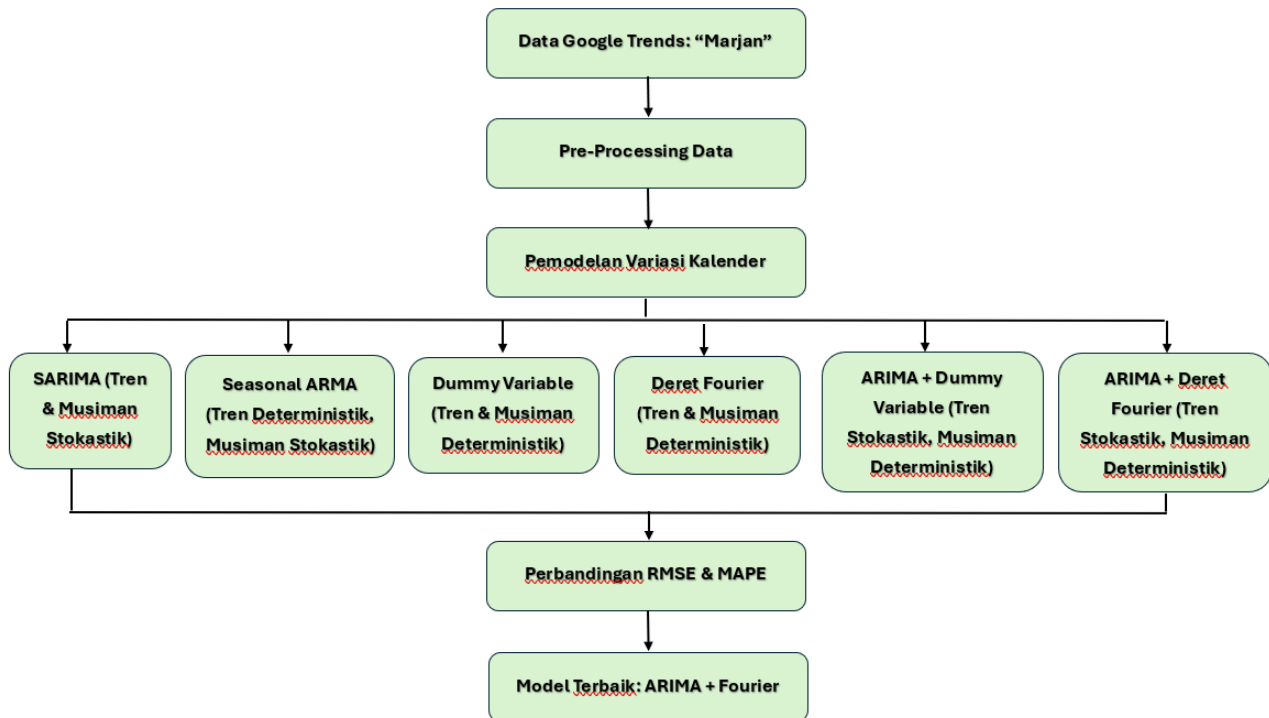 Data Google Trends: “Marjan”
Pre-Processing Data
Pemodelan Variasi Kalender
SARIMA (Tren
& Musiman
Stokastik)
Seasonal ARMA
(Tren Deterministik,
Musiman Stokastik)
Dummy Variable
(Tren & Musiman
Deterministik)
Deret Fourier
(Tren & Musiman
Deterministik)
ARIMA + Dummy
Variable (Tren
Stokastik, Musiman
Deterministik)
ARIMA + Deret
Fourier (Tren
Stokastik, Musiman
Deterministik)
Perbandingan RMSE & MAPE
Model Terbaik: ARIMA + Fourier